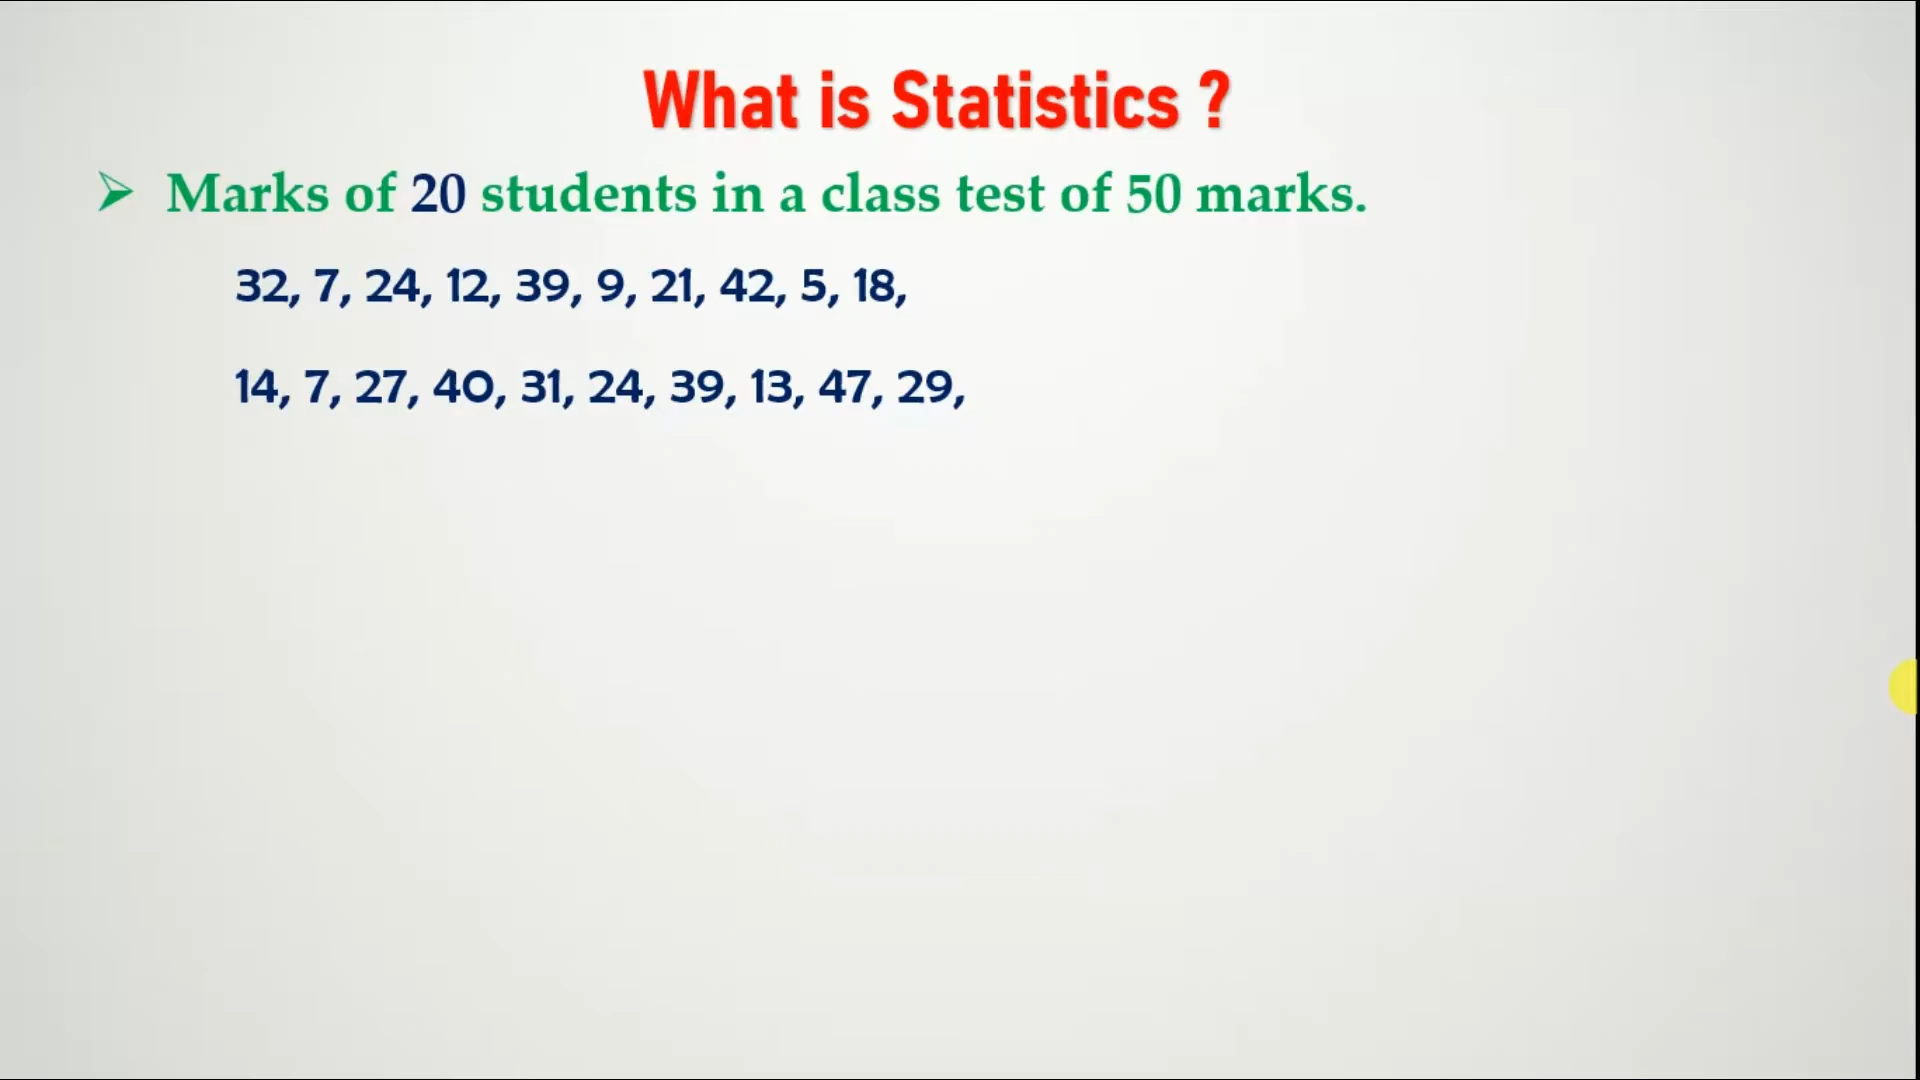 What is Statistics ?
➢ Marks of 20 students in a class test of 50 marks.
32, 7, 24, 12, 39, 9, 21, 42, 5, 18,
14, 7, 27, 40, 31, 24, 39, 13, 47, 29,